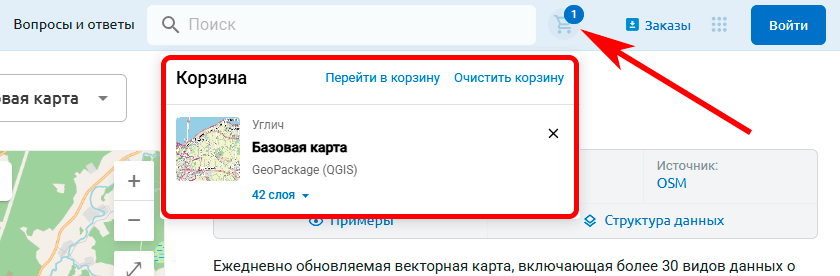 Вопросы и ответы
Поиск
1
Заказы
Войти
Корзина
Перейти в корзину
Очистить корзину
вая карта
Углич
Базовая карта
GeoPackage (QGIS)
42 слоя
Источник:
OSM
Примеры
Структура данных
Ежедневно обновляемая векторная карта, включающая более 30 видов данных о